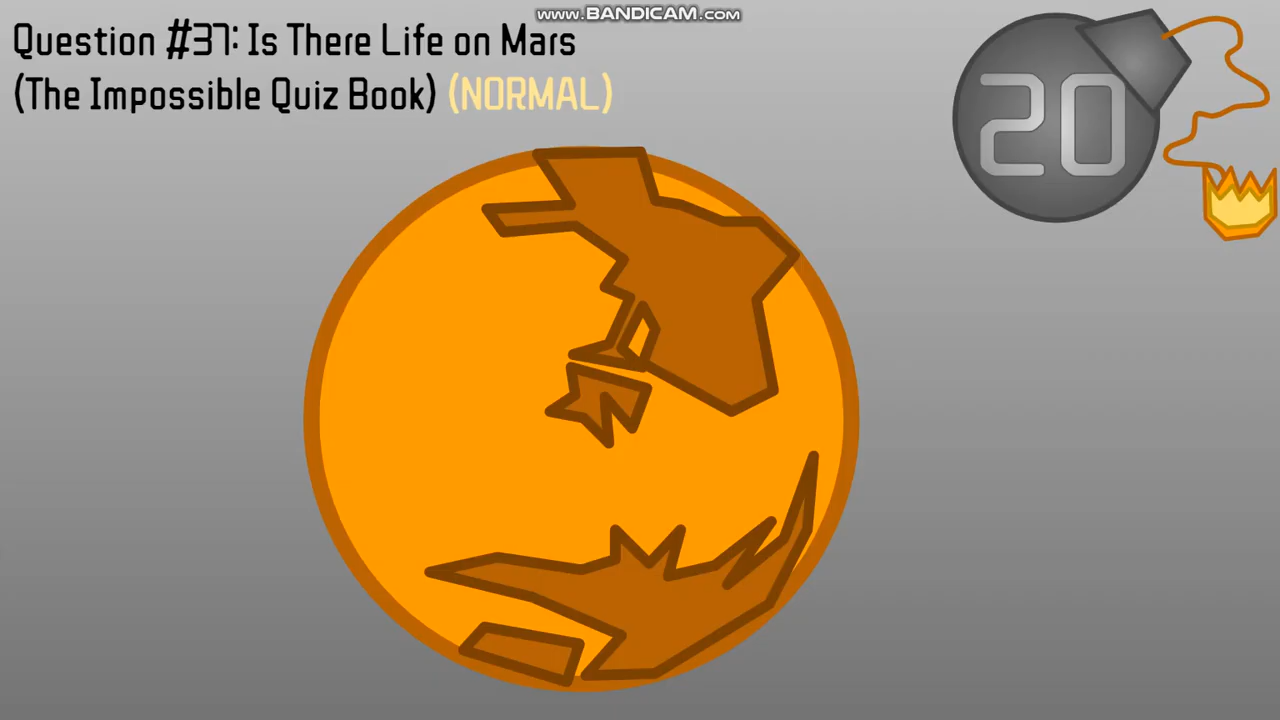 www.BANDICAM.com
Question #37: Is There Life on Mars
(The Impossible Quiz Book) (NORMAL)
20